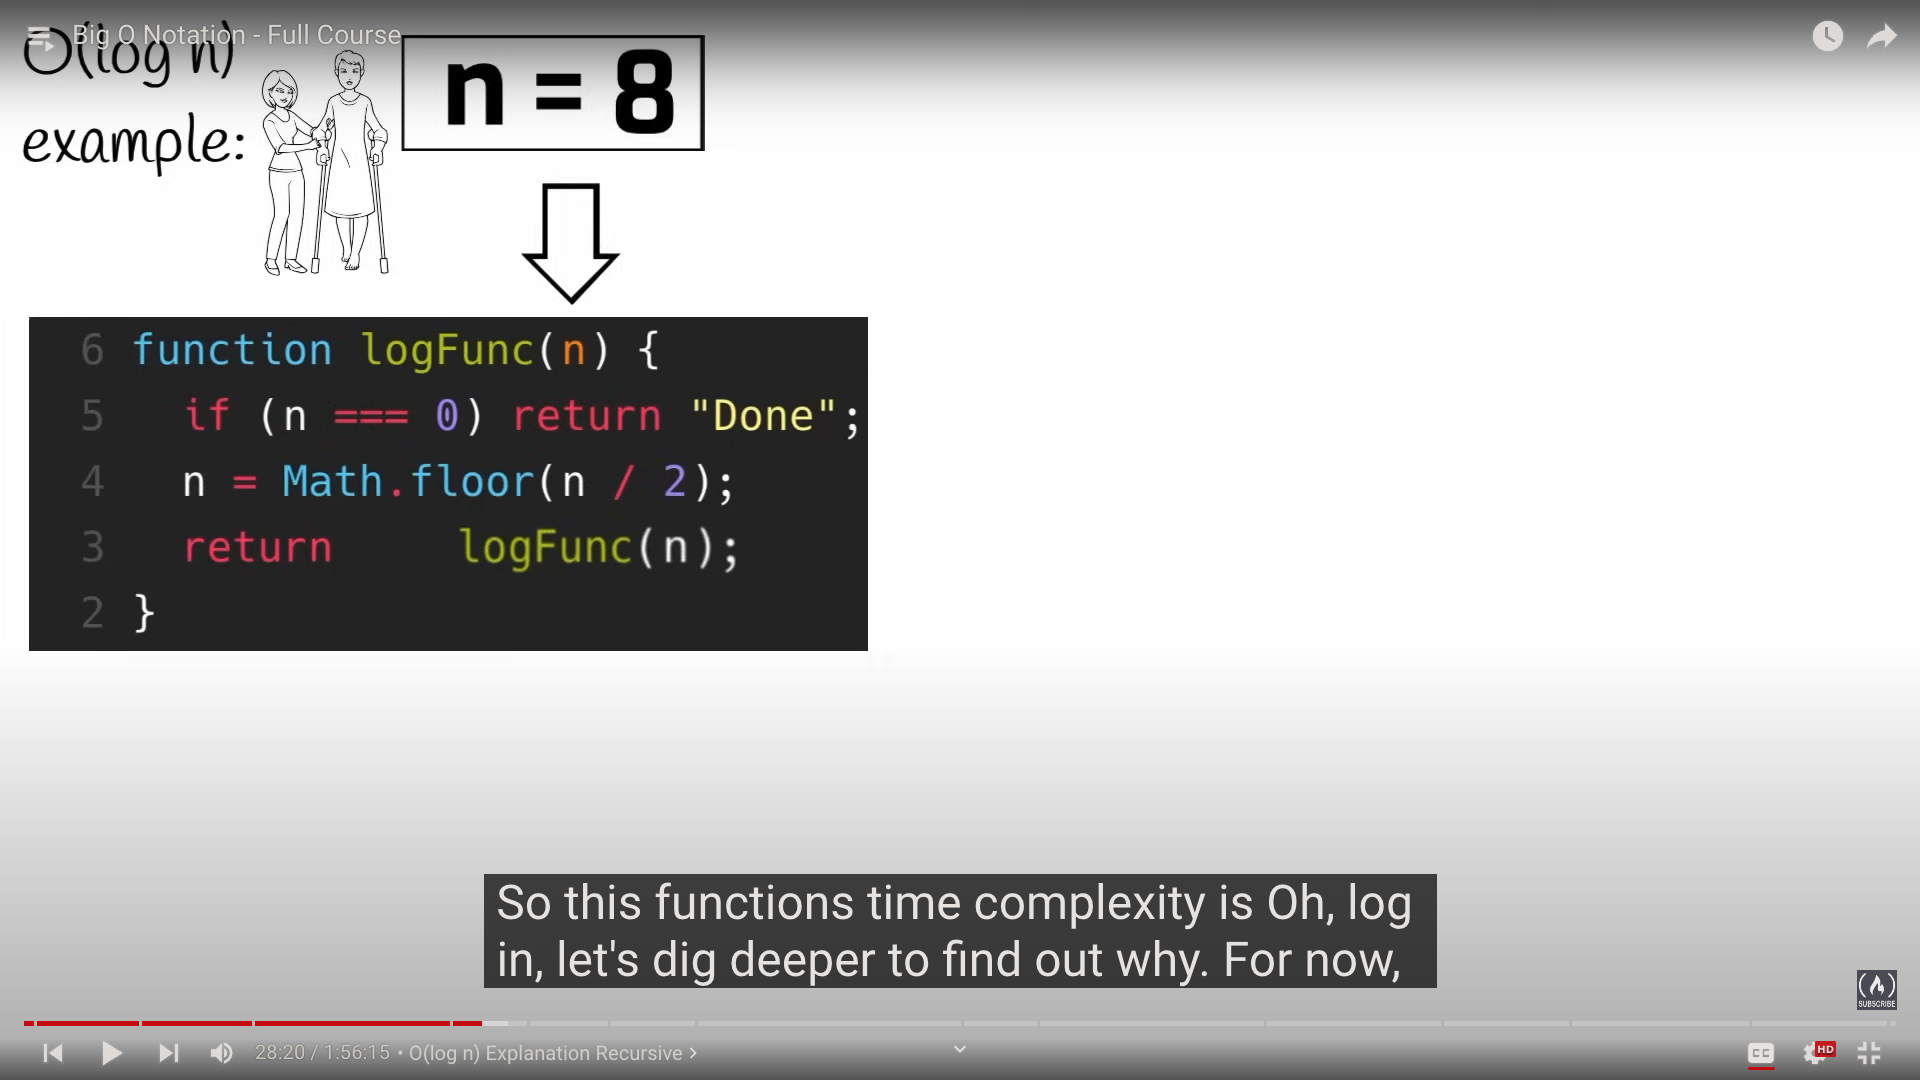 Big O Notation - Full Course
O(log n)
example:
n = 8
6 function logFunc(n) {
5 if (n === 0) return "Done";
4 n = Math.floor(n / 2);
3 return logFunc(n);
2 }
So this functions time complexity is Oh, log
in, let's dig deeper to find out why. For now,
SUBSCRIBE
28:20 / 1:56:15 • O(log n) Explanation Recursive >
CC
HD